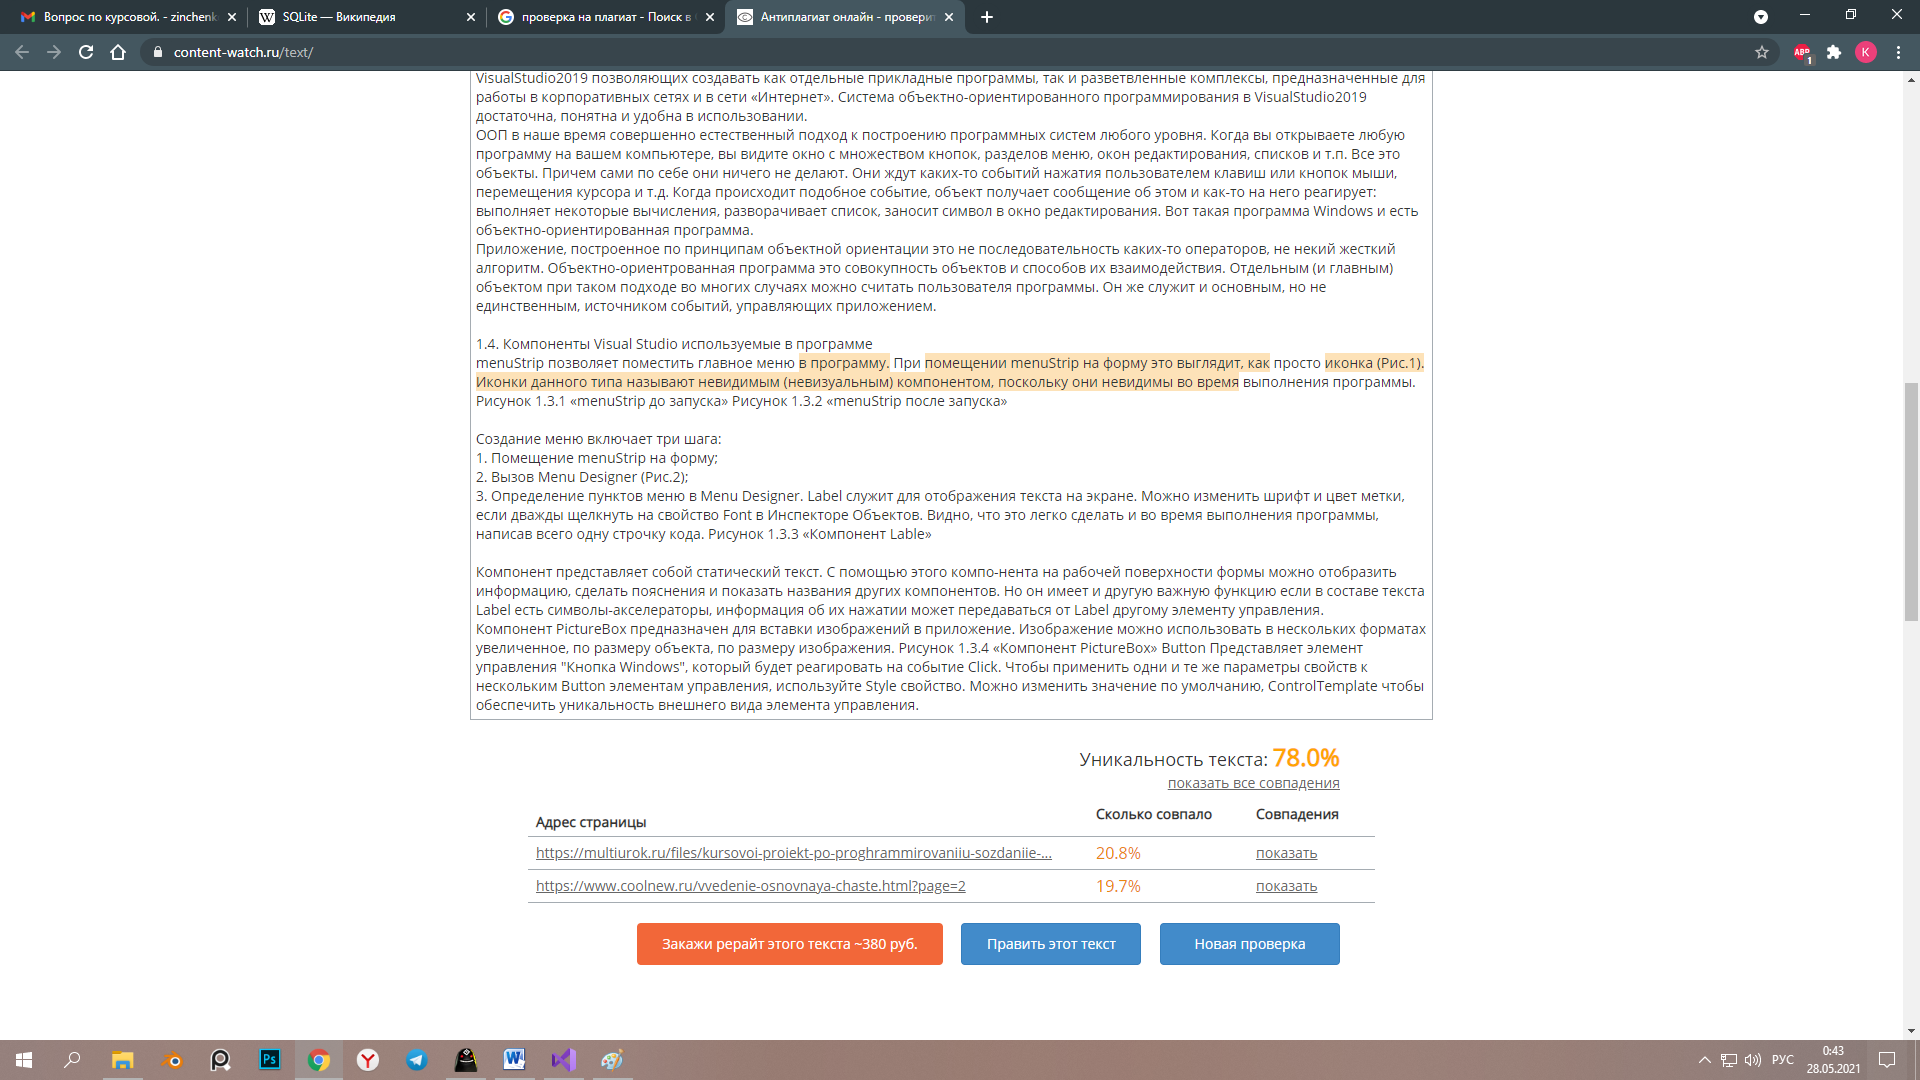 Вопрос по курсовой. - zinchenk
SQLite — Википедия
проверка на плагиат - Поиск в
Антиплагиат онлайн - проверит
content-watch.ru/text/
ABP
1
K
VisualStudio2019 позволяющих создавать как отдельные прикладные программы, так и разветвленные комплексы, предназначенные для
работы в корпоративных сетях и в сети «Интернет». Система объектно-ориентированного программирования в VisualStudio2019
достаточна, понятна и удобна в использовании.
ООП в наше время совершенно естественный подход к построению программных систем любого уровня. Когда вы открываете любую
программу на вашем компьютере, вы видите окно с множеством кнопок, разделов меню, окон редактирования, списков и т.п. Все это
объекты. Причем сами по себе они ничего не делают. Они ждут каких-то событий нажатия пользователем клавиш или кнопок мыши,
перемещения курсора и т.д. Когда происходит подобное событие, объект получает сообщение об этом и как-то на него реагирует:
выполняет некоторые вычисления, разворачивает список, заносит символ в окно редактирования. Вот такая программа Windows и есть
объектно-ориентированная программа.
Приложение, построенное по принципам объектной ориентации это не последовательность каких-то операторов, не некий жесткий
алгоритм. Объектно-ориентрованная программа это совокупность объектов и способов их взаимодействия. Отдельным (и главным)
объектом при таком подходе во многих случаях можно считать пользователя программы. Он же служит и основным, но не
единственным, источником событий, управляющих приложением.
1.4. Компоненты Visual Studio используемые в программе
menuStrip позволяет поместить главное меню в программу. При помещении menuStrip на форму это выглядит, как просто иконка (Рис.1).
Иконки данного типа называют невидимым (невизуальным) компонентом, поскольку они невидимы во время выполнения программы.
Рисунок 1.3.1 «menuStrip до запуска» Рисунок 1.3.2 «menuStrip после запуска»
Создание меню включает три шага:
1. Помещение menuStrip на форму;
2. Вызов Menu Designer (Рис.2);
3. Определение пунктов меню в Menu Designer. Label служит для отображения текста на экране. Можно изменить шрифт и цвет метки,
если дважды щелкнуть на свойство Font в Инспекторе Объектов. Видно, что это легко сделать и во время выполнения программы,
написав всего одну строчку кода. Рисунок 1.3.3 «Компонент Lable»
Компонент представляет собой статический текст. С помощью этого компо-нента на рабочей поверхности формы можно отобразить
информацию, сделать пояснения и показать названия других компонентов. Но он имеет и другую важную функцию если в составе текста
Label есть символы-акселераторы, информация об их нажатии может передаваться от Label другому элементу управления.
Компонент PictureBox предназначен для вставки изображений в приложение. Изображение можно использовать в нескольких форматах
увеличенное, по размеру объекта, по размеру изображения. Рисунок 1.3.4 «Компонент PictureBox» Button Представляет элемент
управления "Кнопка Windows", который будет реагировать на событие Click. Чтобы применить одни и те же параметры свойств к
нескольким Button элементам управления, используйте Style свойство. Можно изменить значение по умолчанию, ControlTemplate чтобы
обеспечить уникальность внешнего вида элемента управления.
Уникальность текста: 78.0%
показать все совпадения
Адрес страницы Сколько совпало Совпадения
https://multiurok.ru/files/kursovoi-proiekt-po-proghrammirovaniiu-sozdaniie-... 20.8% показать
https://www.coolnew.ru/vvedenie-osnovnaya-chaste.html?page=2 19.7% показать
Закажи рерайт этого текста ~380 руб. Править этот текст Новая проверка
Ps
РУС
0:43
28.05.2021